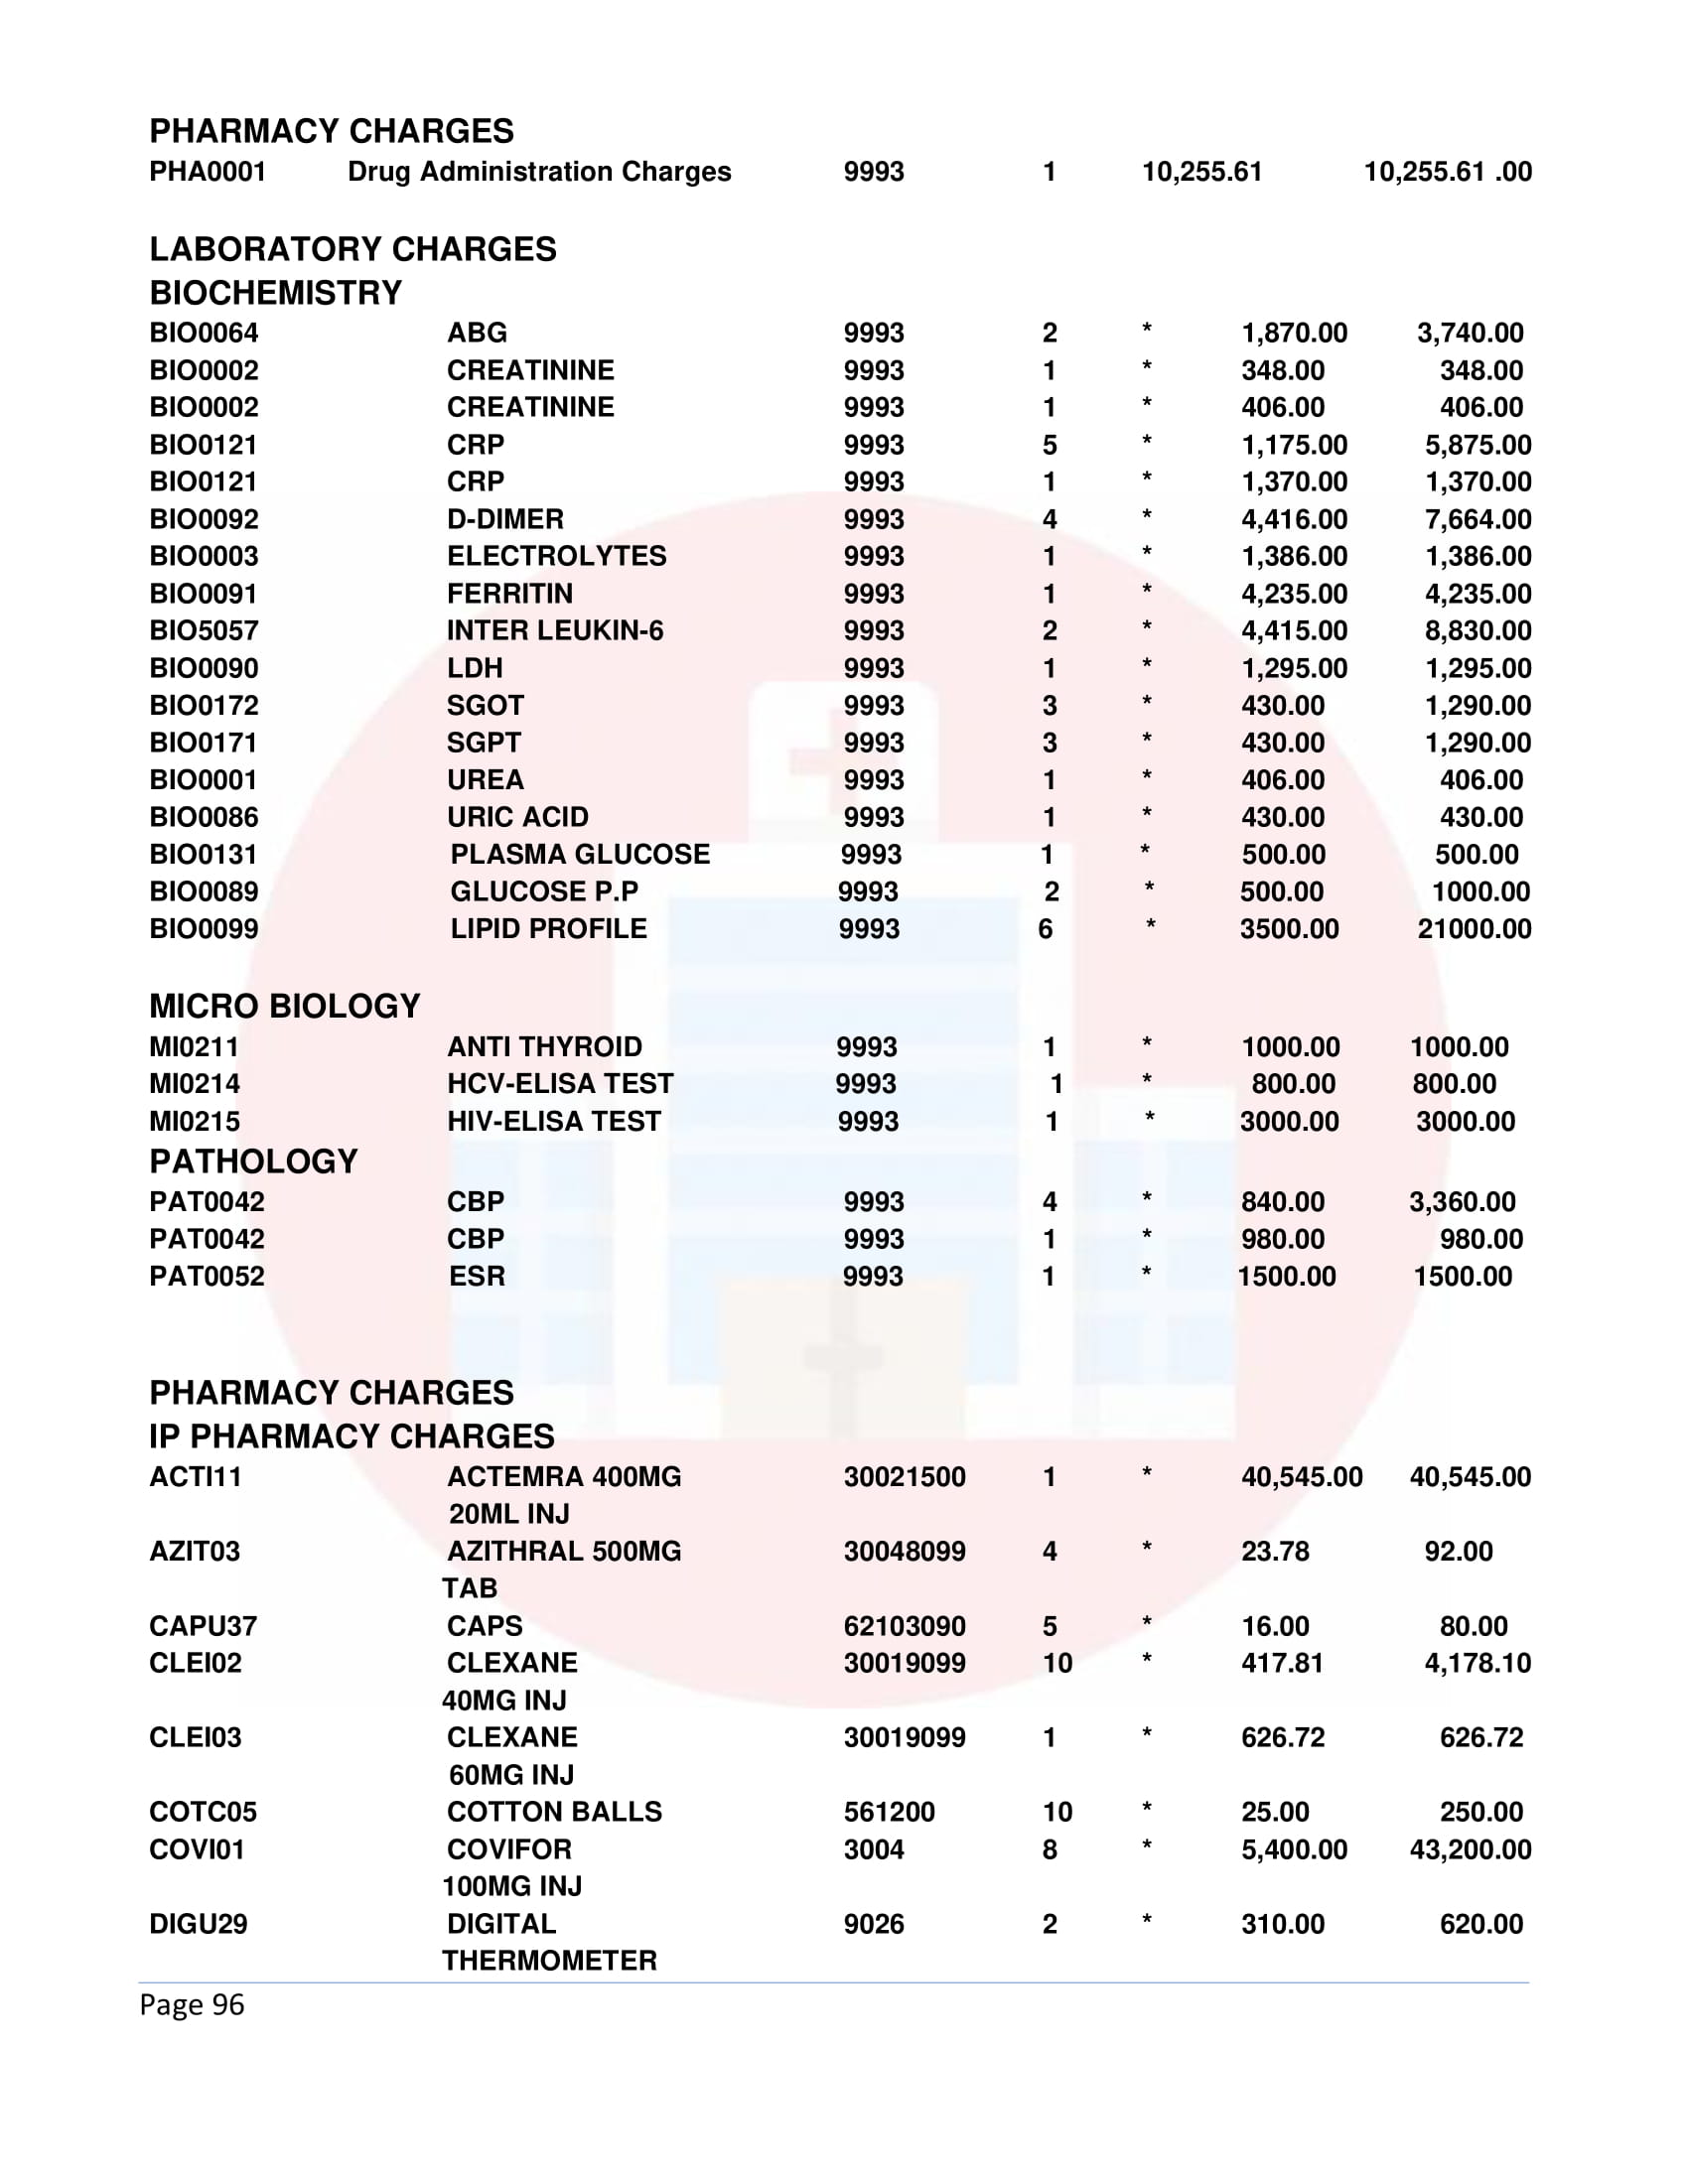 PHARMACY CHARGES
PHA0001 Drug Administration Charges 9993 1 10,255.61 10,255.61 .00
LABORATORY CHARGES
BIOCHEMISTRY
BIO0064 ABG 9993 2 * 1,870.00 3,740.00
BIO0002 CREATININE 9993 1 * 348.00 348.00
BIO0002 CREATININE 9993 1 * 406.00 406.00
BIO0121 CRP 9993 5 * 1,175.00 5,875.00
BIO0121 CRP 9993 1 * 1,370.00 1,370.00
BIO0092 D-DIMER 9993 4 * 4,416.00 7,664.00
BIO0003 ELECTROLYTES 9993 1 * 1,386.00 1,386.00
BIO0091 FERRITIN 9993 1 * 4,235.00 4,235.00
BIO5057 INTER LEUKIN-6 9993 2 * 4,415.00 8,830.00
BIO0090 LDH 9993 1 * 1,295.00 1,295.00
BIO0172 SGOT 9993 3 * 430.00 1,290.00
BIO0171 SGPT 9993 3 * 430.00 1,290.00
BIO0001 UREA 9993 1 * 406.00 406.00
BIO0086 URIC ACID 9993 1 * 430.00 430.00
BIO0131 PLASMA GLUCOSE 9993 1 * 500.00 500.00
BIO0089 GLUCOSE P.P 9993 2 * 500.00 1000.00
BIO0099 LIPID PROFILE 9993 6 * 3500.00 21000.00
MICRO BIOLOGY
MI0211 ANTI THYROID 9993 1 * 1000.00 1000.00
MI0214 HCV-ELISA TEST 9993 1 * 800.00 800.00
MI0215 HIV-ELISA TEST 9993 1 * 3000.00 3000.00
PATHOLOGY
PAT0042 CBP 9993 4 * 840.00 3,360.00
PAT0042 CBP 9993 1 * 980.00 980.00
PAT0052 ESR 9993 1 * 1500.00 1500.00
PHARMACY CHARGES
IP PHARMACY CHARGES
ACTI11 ACTEMRA 400MG 30021500 1 * 40,545.00 40,545.00
20ML INJ
AZIT03 AZITHRAL 500MG 30048099 4 * 23.78 92.00
TAB
CAPU37 CAPS 62103090 5 * 16.00 80.00
CLEI02 CLEXANE 30019099 10 * 417.81 4,178.10
40MG INJ
CLEI03 CLEXANE 30019099 1 * 626.72 626.72
60MG INJ
COTC05 COTTON BALLS 561200 10 * 25.00 250.00
COVI01 COVIFOR 3004 8 * 5,400.00 43,200.00
100MG INJ
DIGU29 DIGITAL 9026 2 * 310.00 620.00
THERMOMETER
Page 96